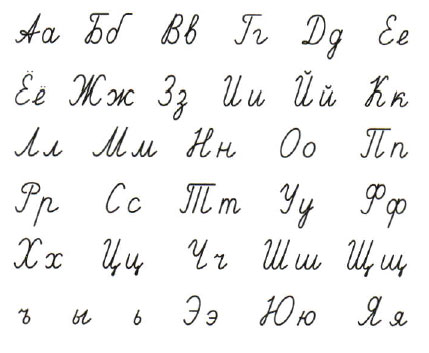 Аа Бб Вв Гг Дд Ее
Ёё Жж Зз Ии Йй Кк
Лл Мм Нн Оо Пп
Рр Сс Тт Уу Фф
Хх Цц Чч Шш Щщ
ъ ы ь Ээ Юю Яя